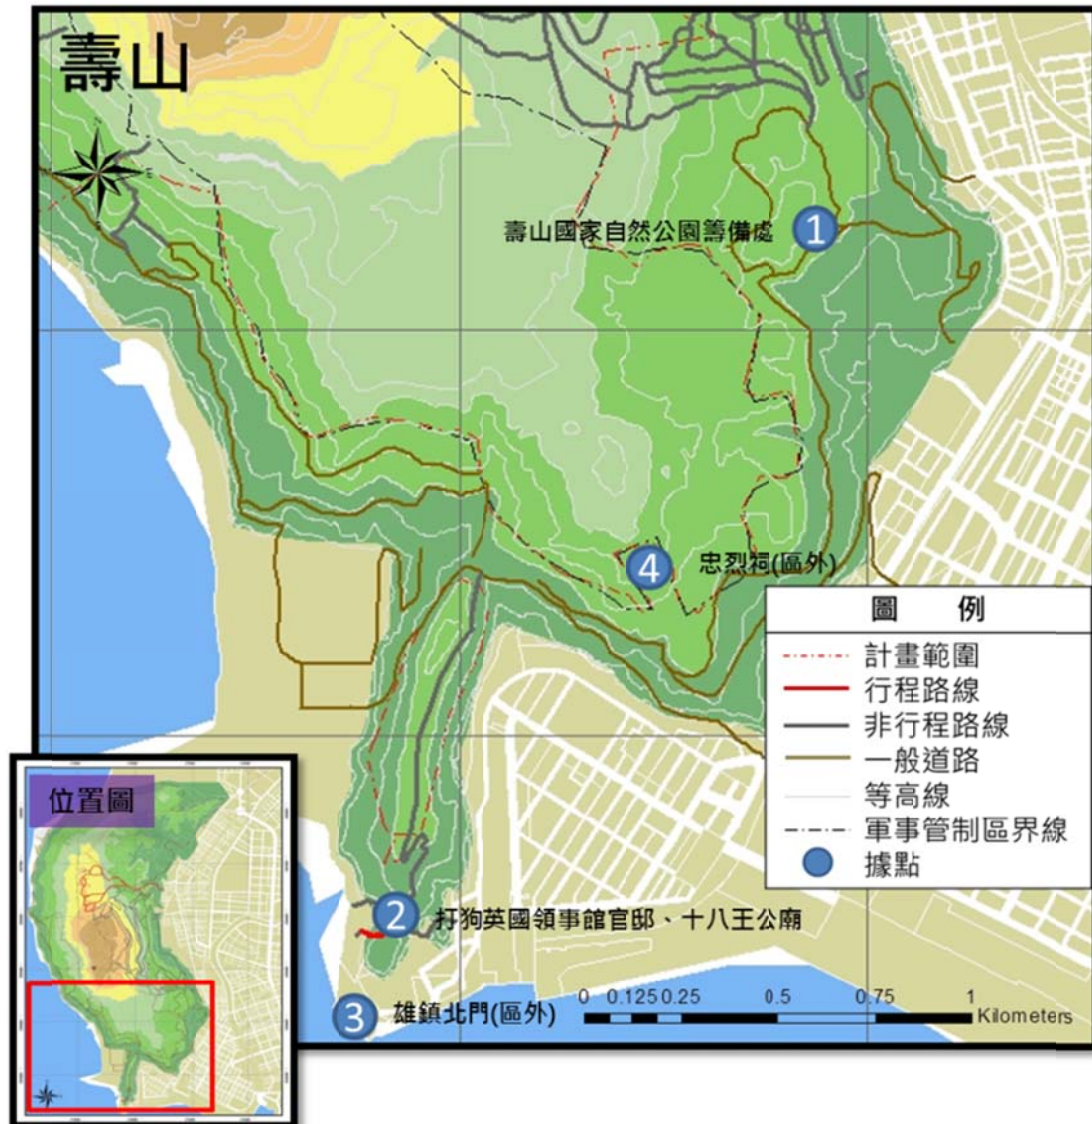 壽山
壽山國家自然公園籌備處
1
4
忠烈祠(區外)
圖 例
計畫範圍
行程路線
非行程路線
一般道路
等高線
軍事管制區界線
據點
位置圖
2
打狗英國領事館官邸、十八王公廟
3
雄鎮北門(區外)
0 0.125 0.25 0.5 0.75 1
Kilometers